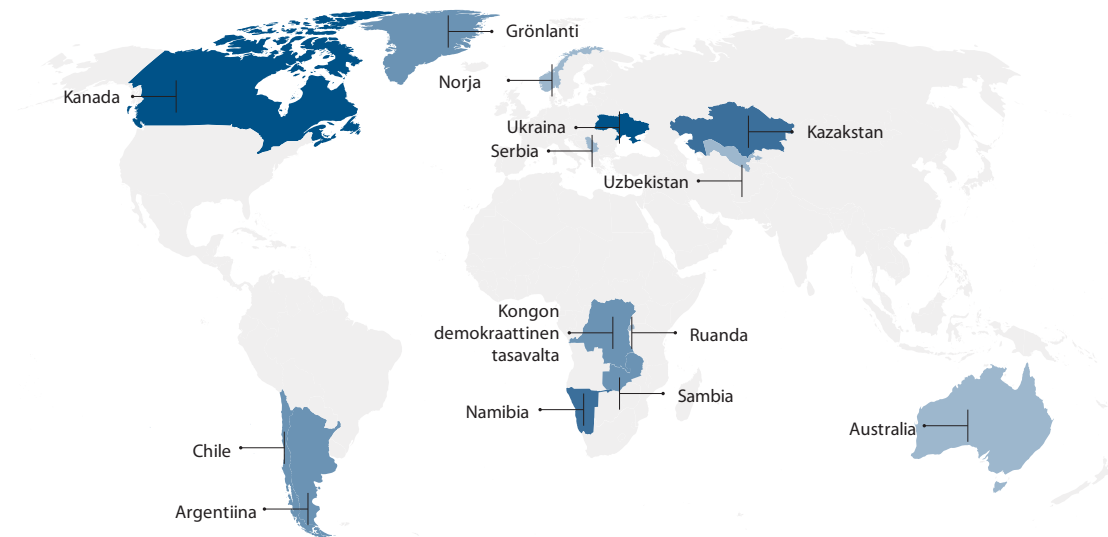 Grönlanti
Norja
Kanada
Ukraina
Kazakstan
Serbia
Uzbekistan
Kongon
demokraattinen
tasavalta
Ruanda
Sambia
Namibia
Australia
Chile
Argentiina